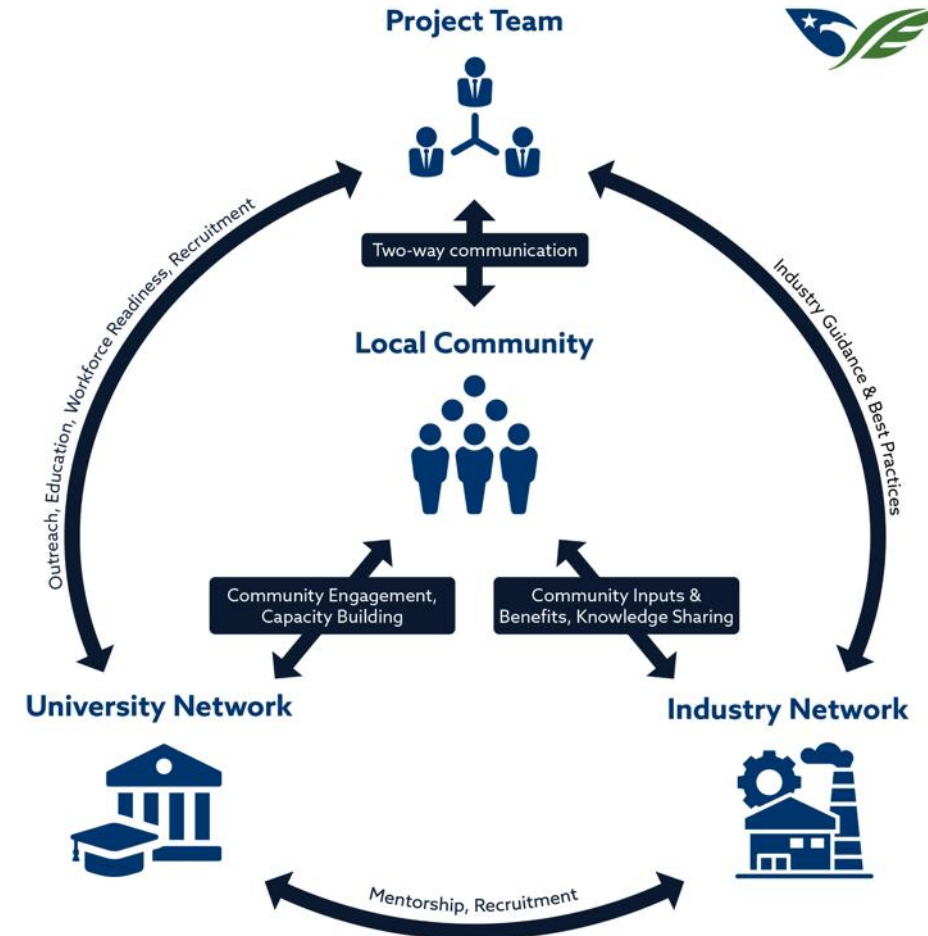 Project Team
Outreach, Education, Workforce Readiness, Recruitment
Two-way communication
Industry Guidance & Best Practices
Local Community
Community Engagement,
Capacity Building
Community Inputs &
Benefits, Knowledge Sharing
University Network
Industry Network
Mentorship, Recruitment